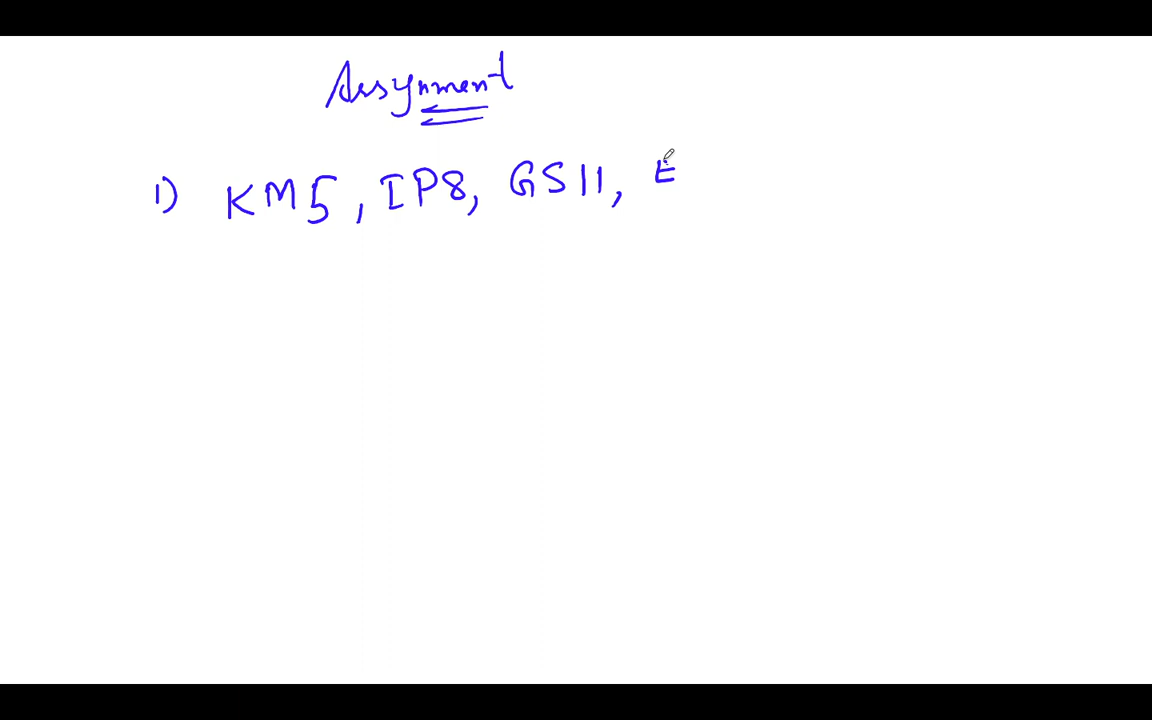 Assignment
1) KM5, IP8, GS11, E